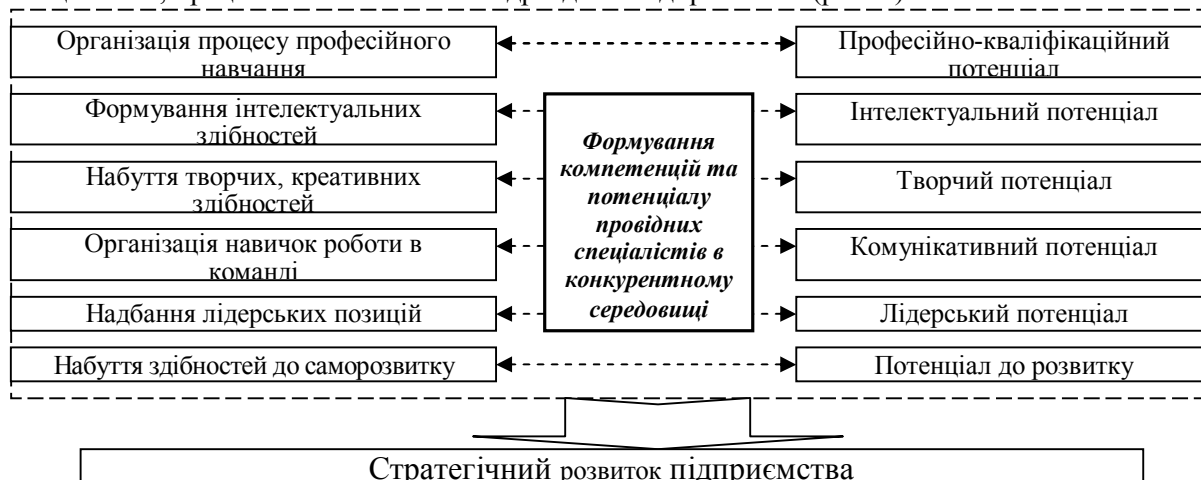 Організація процесу професійного
навчання
Професійно-кваліфікаційний
потенціал
Формування інтелектуальних
здібностей
Інтелектуальний потенціал
Набуття творчих, креативних
здібностей
Творчий потенціал
Організація навичок роботи в
команді
Комунікативний потенціал
Надбання лідерських позицій
Лідерський потенціал
Набуття здібностей до саморозвитку
Потенціал до розвитку
Формування
компетенцій та
потенціалу
провідних
спеціалістів в
конкурентному
середовищі
Стратегічний розвиток підприємства